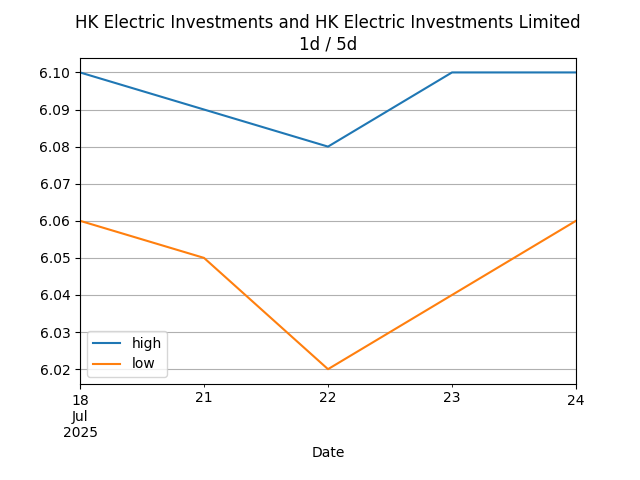 HK Electric Investments and HK Electric Investments Limited
1d / 5d
6.10
6.09
6.08
6.07
6.06
6.05
6.04
6.03
6.02
high
low
18 21 22 23 24
Jul
2025
Date